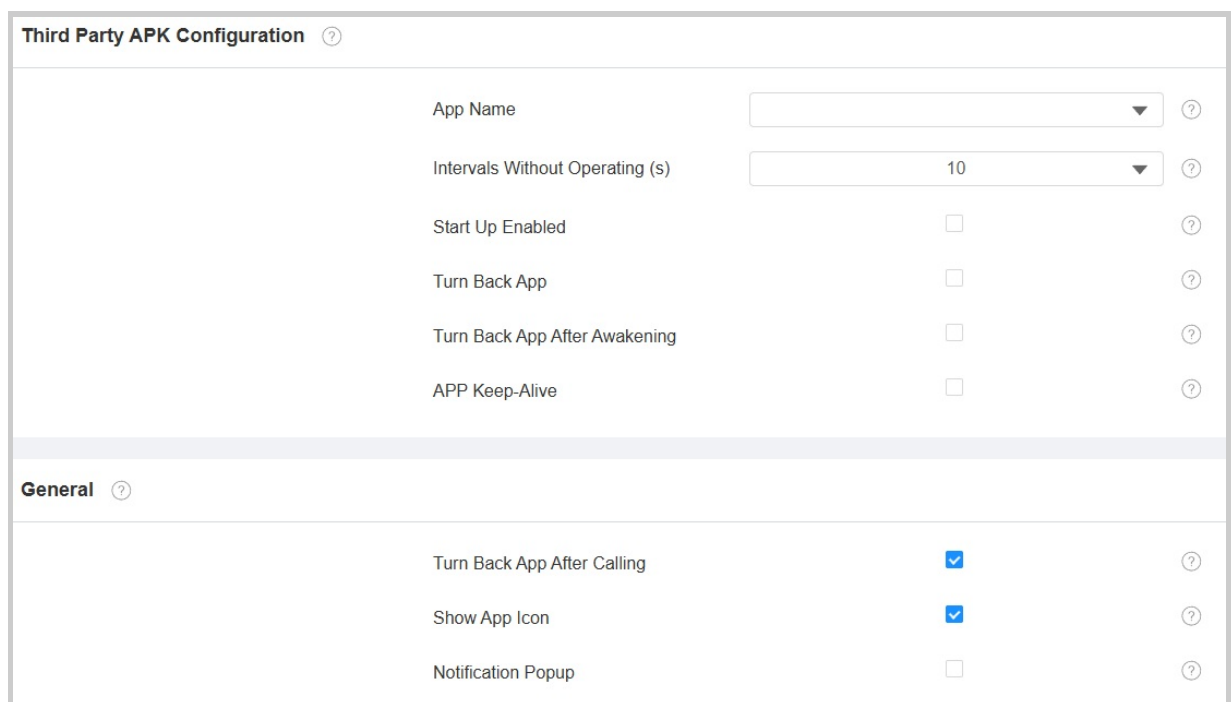 Third Party APK Configuration ?
App Name ?
Intervals Without Operating (s) 10 ?
Start Up Enabled ?
Turn Back App ?
Turn Back App After Awakening ?
APP Keep-Alive ?
General ?
Turn Back App After Calling ?
Show App Icon ?
Notification Popup ?